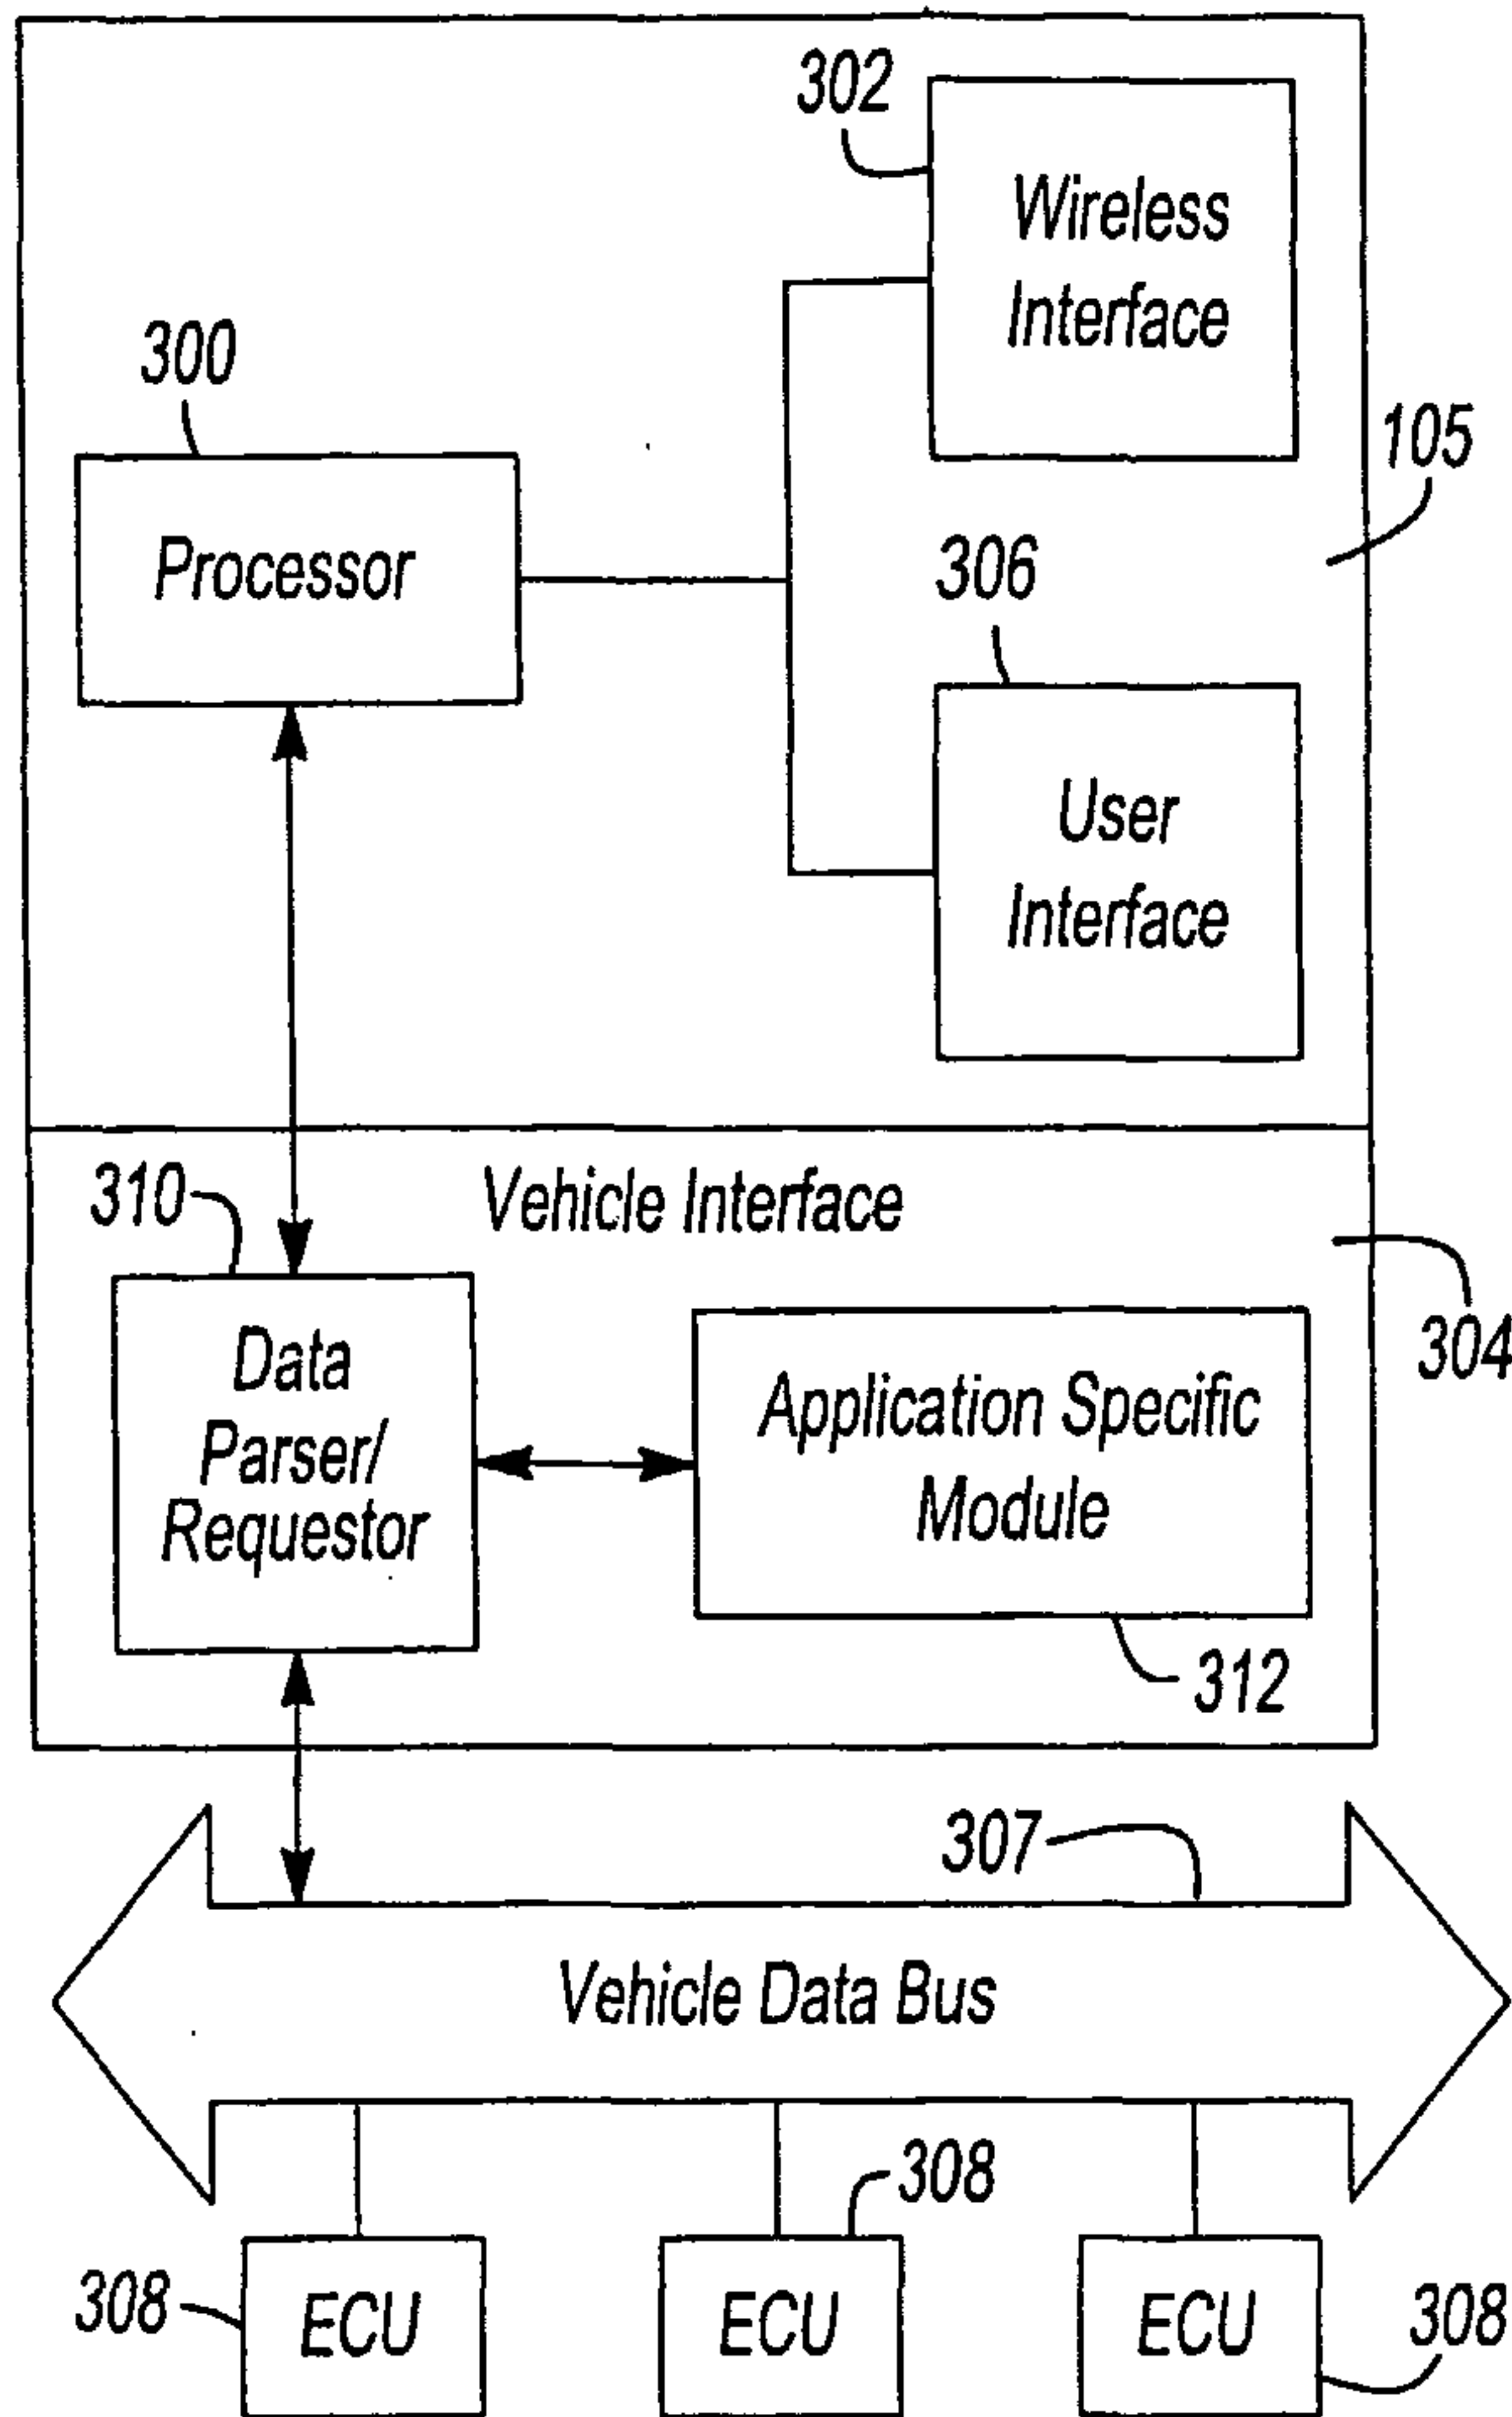 302
Wireless
Interface
300
Processor
105
306
User
Interface
Vehicle Interface
310
Data
Parser/
Requestor
304
Application Specific
Module
312
307
Vehicle Data Bus
308
308
ECU
ECU
ECU
308